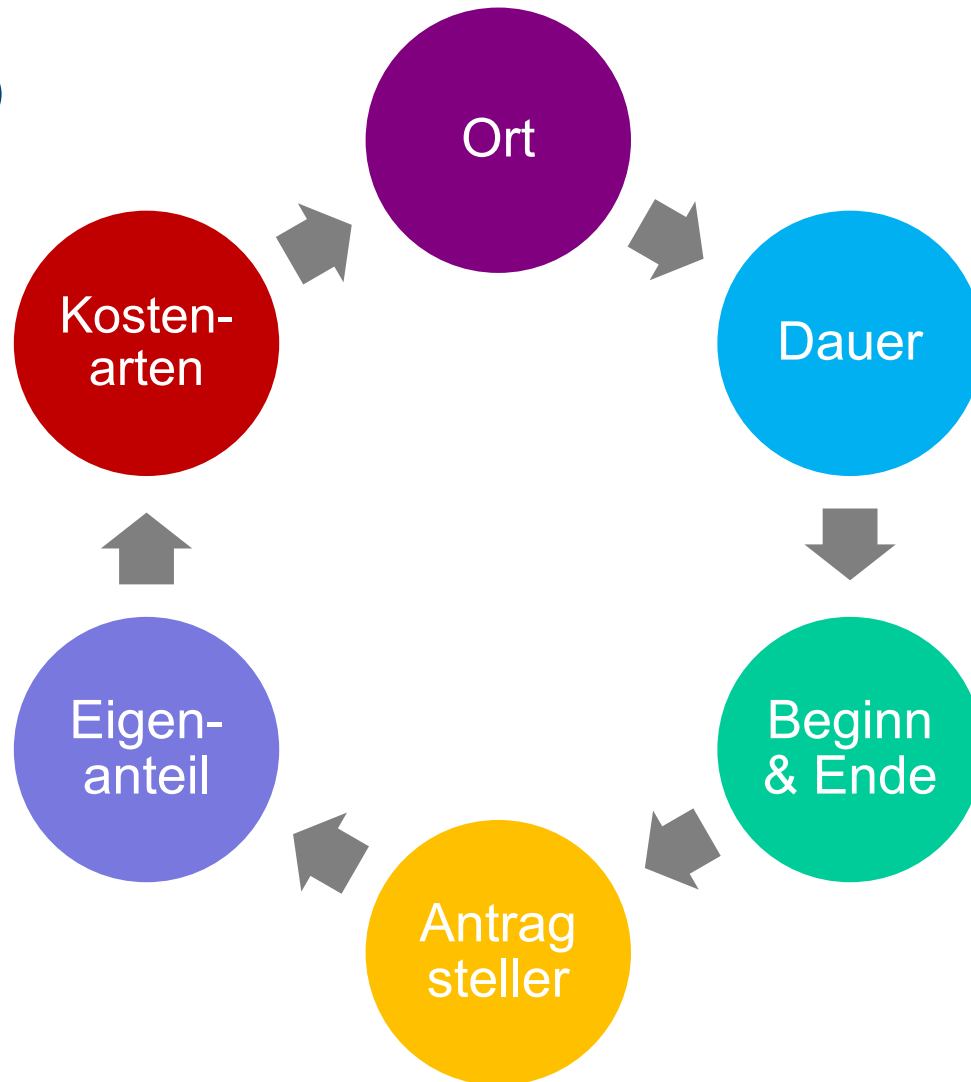 Ort
Dauer
Beginn
& Ende
Antrag
steller
Eigen-
anteil
Kosten-
arten